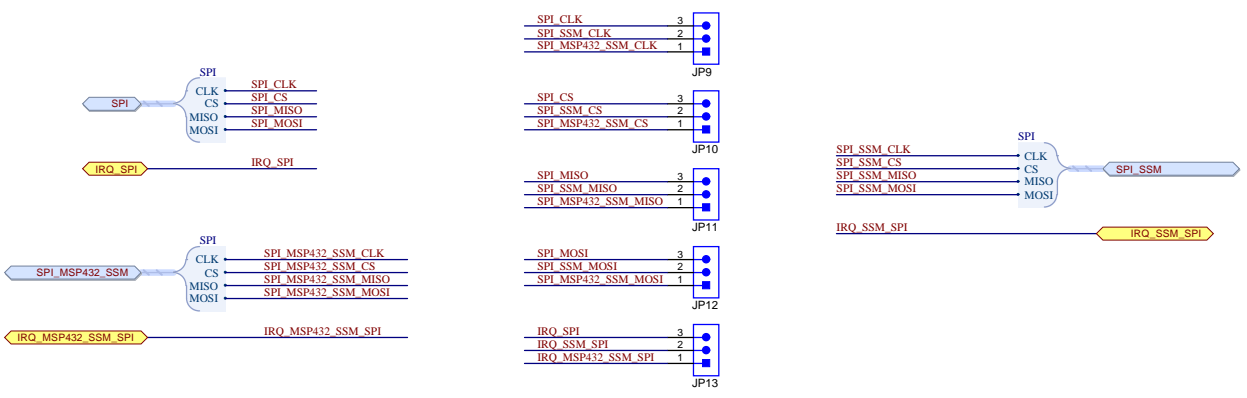 SPI
SPI
CLK SPI_CLK
CS SPI_CS
MISO SPI_MISO
MOSI SPI_MOSI
IRQ_SPI IRQ_SPI
SPI
SPI_MSP432_SSM
CLK SPI_MSP432_SSM_CLK
CS SPI_MSP432_SSM_CS
MISO SPI_MSP432_SSM_MISO
MOSI SPI_MSP432_SSM_MOSI
IRQ_MSP432_SSM_SPI IRQ_MSP432_SSM_SPI
SPI_CLK 3
SPI_SSM_CLK 2
SPI_MSP432_SSM_CLK 1
JP9
SPI_CS 3
SPI_SSM_CS 2
SPI_MSP432_SSM_CS 1
JP10
SPI_MISO 3
SPI_SSM_MISO 2
SPI_MSP432_SSM_MISO 1
JP11
SPI_MOSI 3
SPI_SSM_MOSI 2
SPI_MSP432_SSM_MOSI 1
JP12
IRQ_SPI 3
IRQ_SSM_SPI 2
IRQ_MSP432_SSM_SPI 1
JP13
SPI
SPI_SSM_CLK CLK
SPI_SSM_CS CS
SPI_SSM
SPI_SSM_MISO MISO
SPI_SSM_MOSI MOSI
IRQ_SSM_SPI IRQ_SSM_SPI